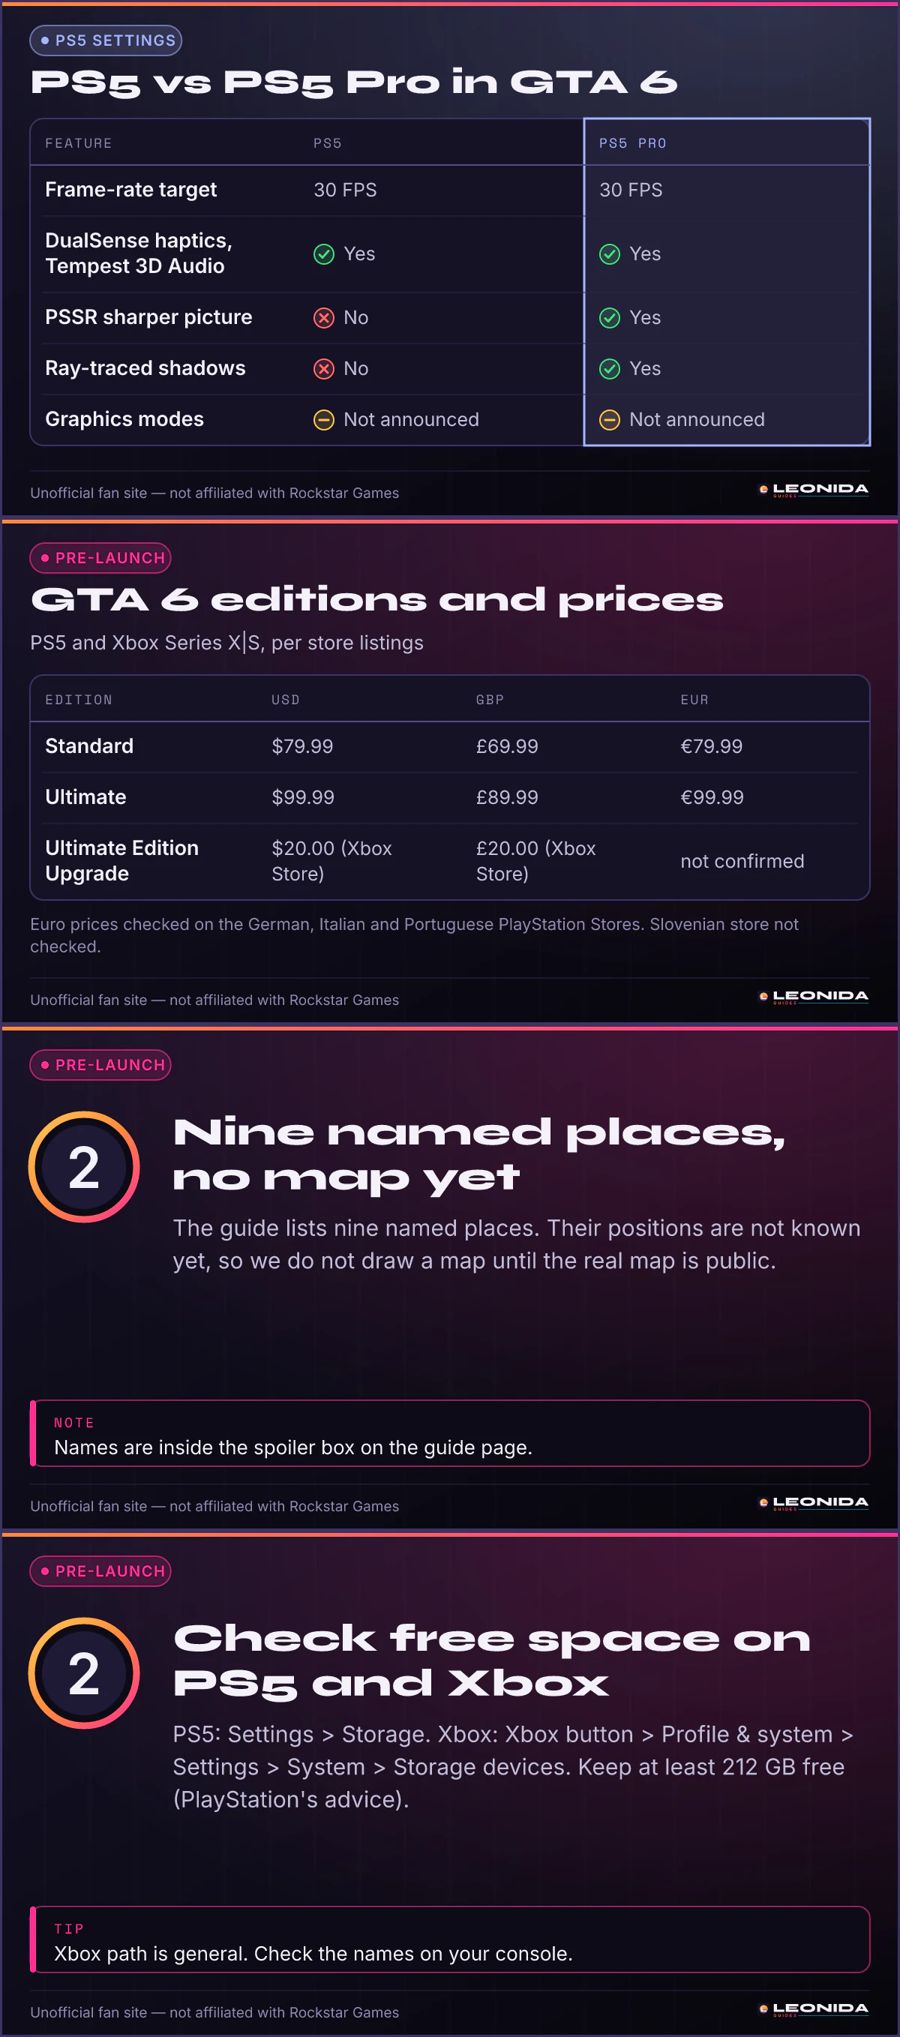 PS5 SETTINGS
PS5 vs PS5 Pro in GTA 6
FEATURE PS5 PS5 PRO
Frame-rate target 30 FPS 30 FPS
DualSense haptics,
Tempest 3D Audio Yes Yes
PSSR sharper picture No Yes
Ray-traced shadows No Yes
Graphics modes Not announced Not announced
Unofficial fan site — not affiliated with Rockstar Games LEONIDA
GUIDES
PRE-LAUNCH
GTA 6 editions and prices
PS5 and Xbox Series X|S, per store listings
EDITION USD GBP EUR
Standard $79.99 £69.99 €79.99
Ultimate $99.99 £89.99 €99.99
Ultimate Edition $20.00 (Xbox £20.00 (Xbox not confirmed
Upgrade Store) Store)
Euro prices checked on the German, Italian and Portuguese PlayStation Stores. Slovenian store not
checked.
Unofficial fan site — not affiliated with Rockstar Games LEONIDA
GUIDES
PRE-LAUNCH
2
Nine named places,
no map yet
The guide lists nine named places. Their positions are not known
yet, so we do not draw a map until the real map is public.
NOTE
Names are inside the spoiler box on the guide page.
Unofficial fan site — not affiliated with Rockstar Games LEONIDA
GUIDES
PRE-LAUNCH
2
Check free space on
PS5 and Xbox
PS5: Settings > Storage. Xbox: Xbox button > Profile & system >
Settings > System > Storage devices. Keep at least 212 GB free
(PlayStation's advice).
TIP
Xbox path is general. Check the names on your console.
Unofficial fan site — not affiliated with Rockstar Games LEONIDA
GUIDES